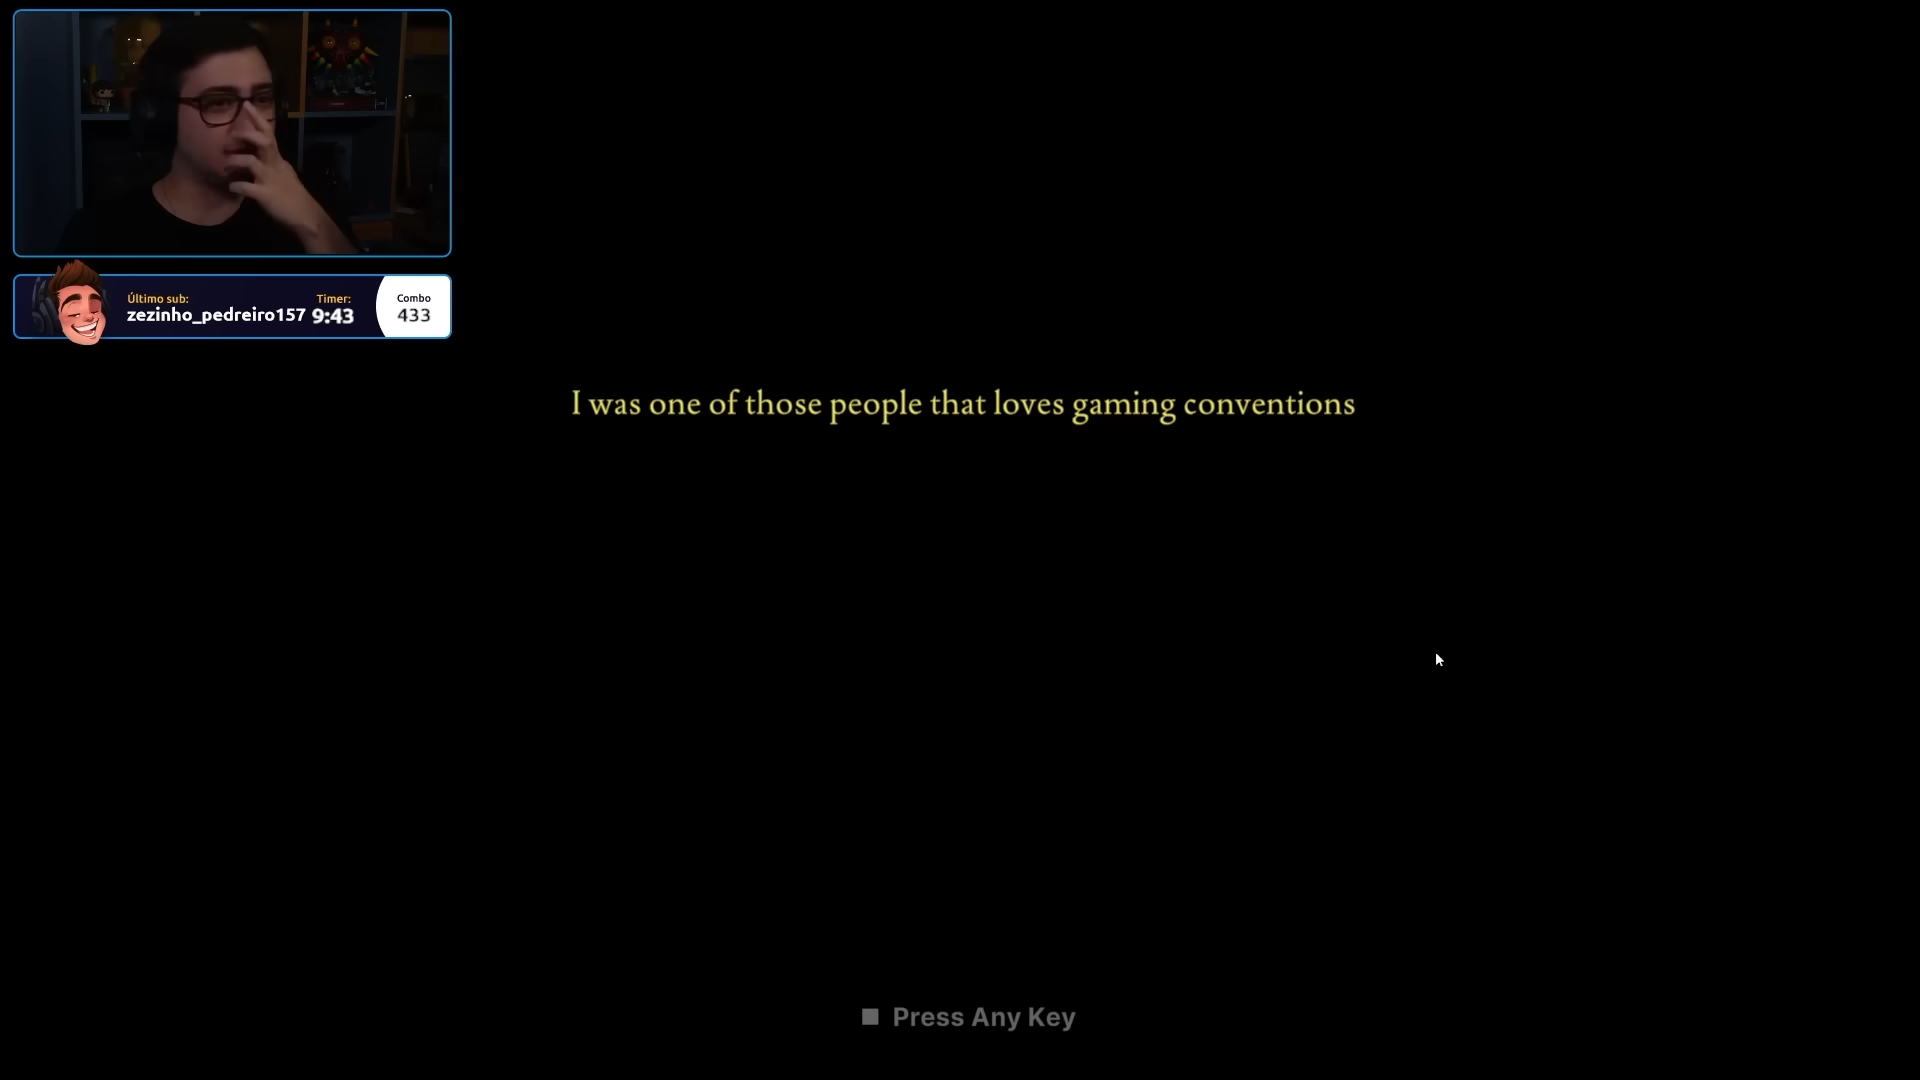 Último sub:
zezinho_pedreiro157
Timer:
9:43
Combo
433
I was one of those people that loves gaming conventions
Press Any Key